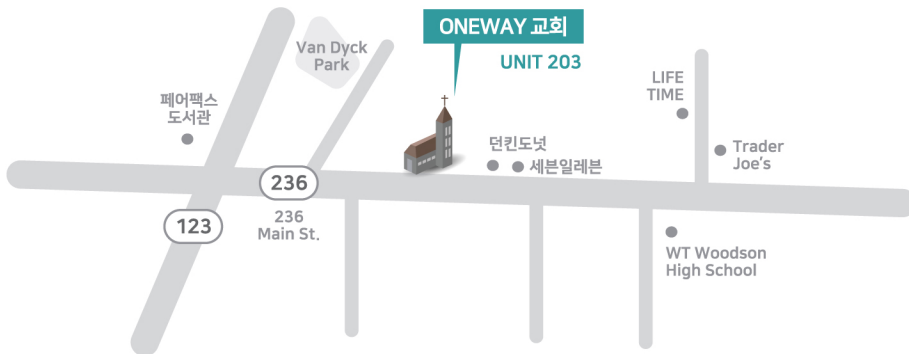 ONEWAY 교회
UNIT 203
Van Dyck
Park
페어팩스
도서관
LIFE
TIME
던킨도넛
세븐일레븐
Trader
Joe's
236
236
Main St.
123
WT Woodson
High School